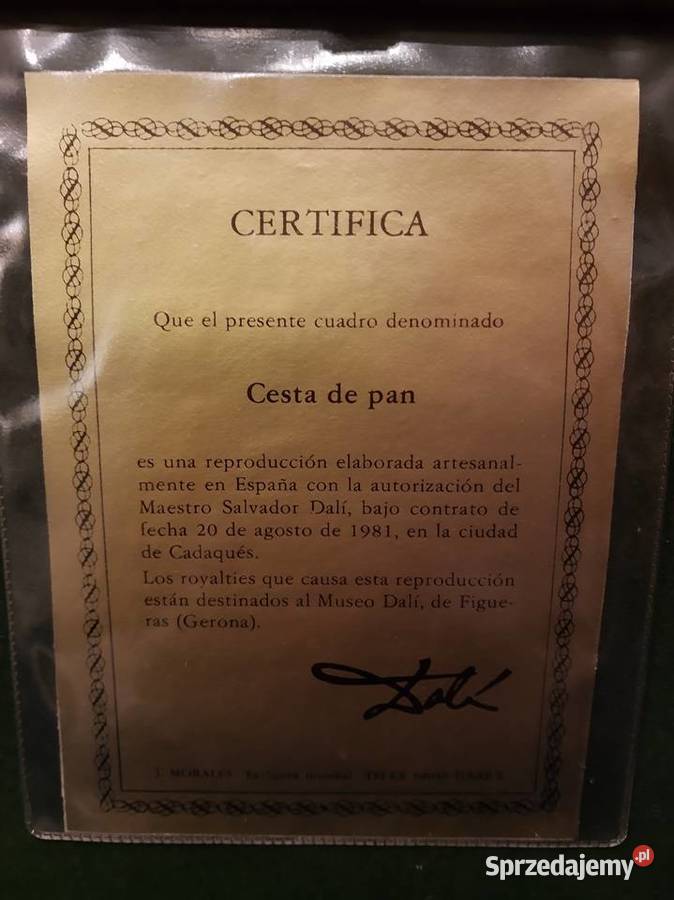 CERTIFICA
Que el presente cuadro denominado
Cesta de pan
es una reproducción elaborada artesanal-
mente en España con la autorización del
Maestro Salvador Dalí, bajo contrato de
fecha 20 de agosto de 1981, en la ciudad
de Cadaqués.
Los royalties que causa esta reproducción
están destinados al Museo Dalí, de Figue-
ras (Gerona).
Dalí
J. MORALES TELEX
Sprzedajemy.pl